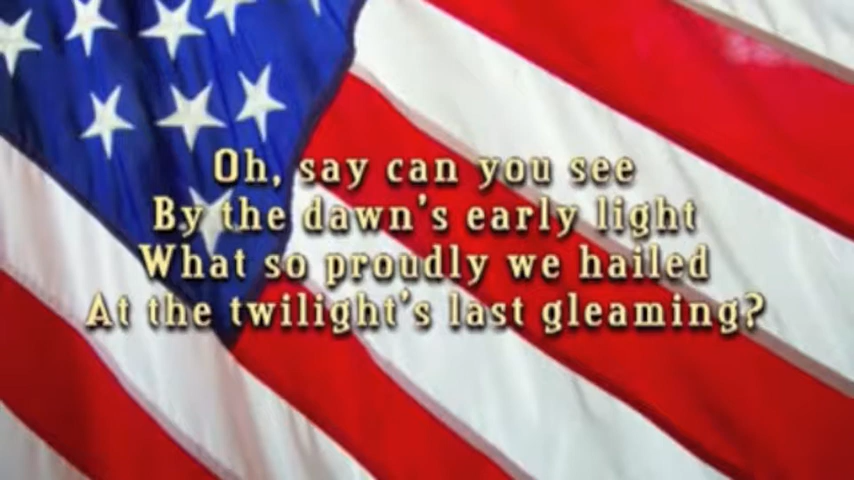 Oh, say can you see
By the dawn's early light
What so proudly we hailed
At the twilight's last gleaming?